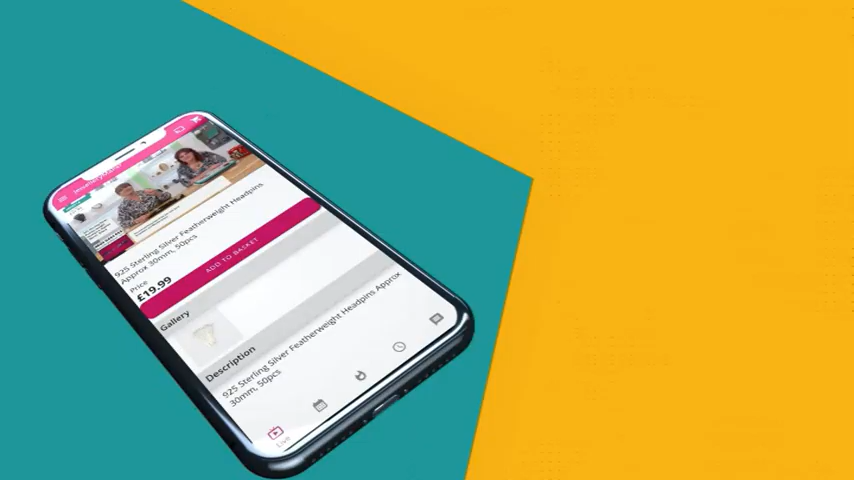 925 Sterling Silver Featherweight Headpins
Approx 30mm, 50pcs
Price
£19.99
ADD TO BASKET
Gallery
Description
925 Sterling Silver Featherweight Headpins Approx
30mm, 50pcs
Live